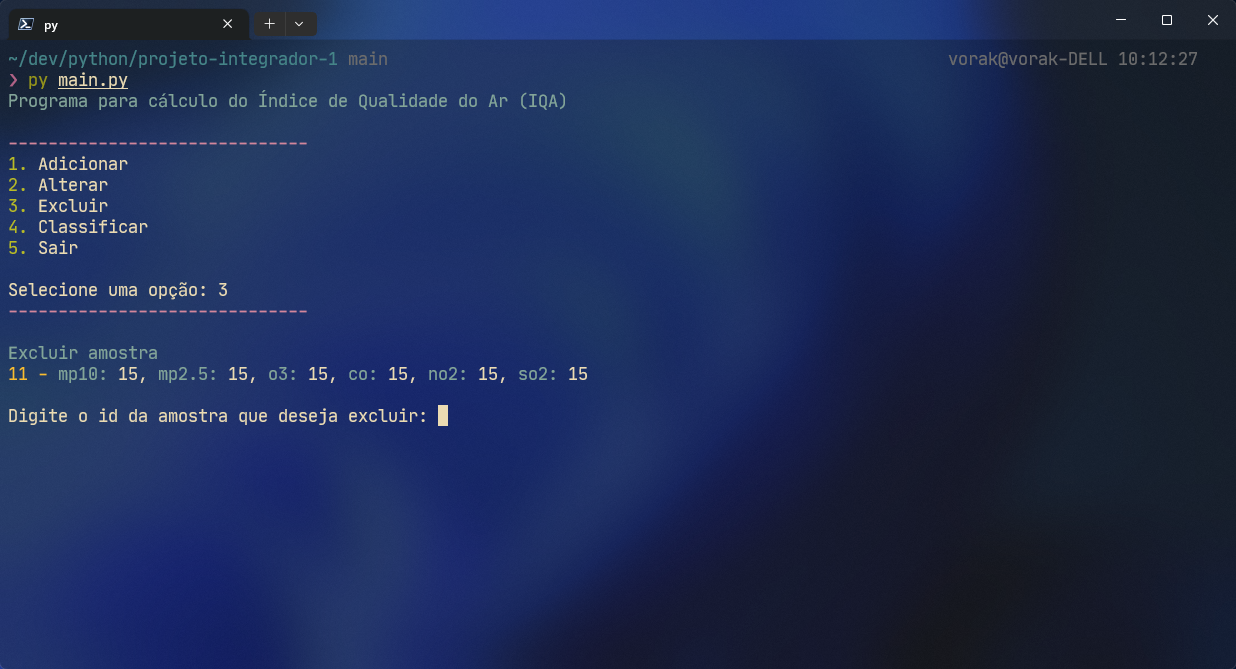 py
~/dev/python/projeto-integrador-1 main vorak@vorak-DELL 10:12:27
❯ py main.py
Programa para cálculo do Índice de Qualidade do Ar (IQA)
------------------------------
1. Adicionar
2. Alterar
3. Excluir
4. Classificar
5. Sair
Selecione uma opção: 3
------------------------------
Excluir amostra
11 - mp10: 15, mp2.5: 15, o3: 15, co: 15, no2: 15, so2: 15
Digite o id da amostra que deseja excluir: